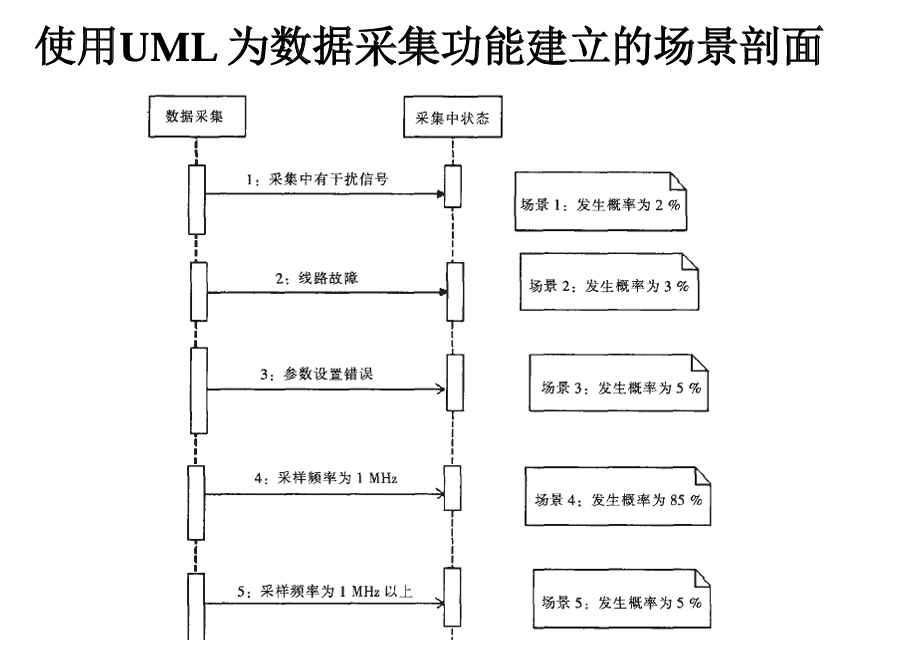 使用UML 为数据采集功能建立的场景剖面
数据采集
采集中状态
1：采集中有干扰信号
场景 1：发生概率为 2 %
2：线路故障
场景 2：发生概率为 3 %
3：参数设置错误
场景 3：发生概率为 5 %
4：采样频率为 1 MHz
场景 4：发生概率为 85 %
5：采样频率为 1 MHz 以上
场景 5：发生概率为 5 %